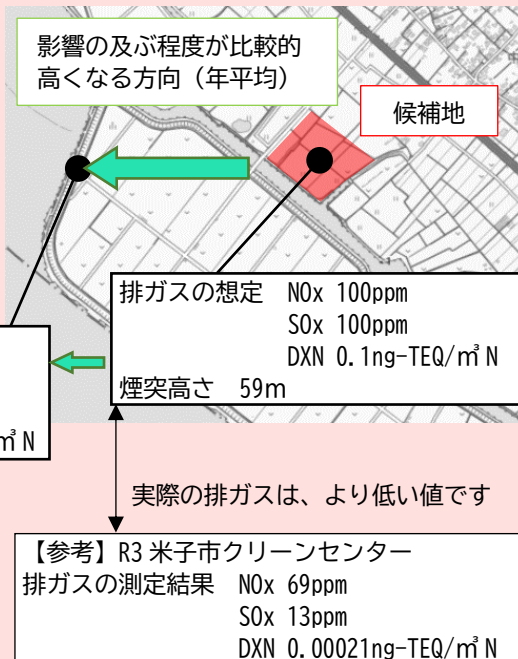 影響の及ぶ程度が比較的
高くなる方向（年平均）
候補地
排ガスの想定 NOx 100ppm
SOx 100ppm
DXN 0.1ng-TEQ/㎥N
煙突高さ 59m
㎥N
実際の排ガスは、より低い値です
【参考】R3 米子市クリーンセンター
排ガスの測定結果 NOx 69ppm
SOx 13ppm
DXN 0.00021ng-TEQ/㎥N